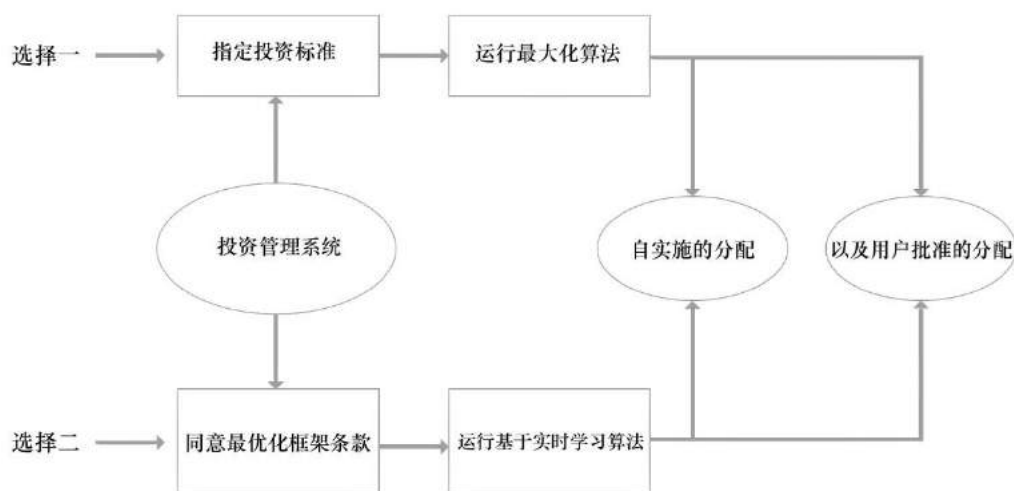 选择一
指定投资标准
运行最大化算法
投资管理系统
自实施的分配
以及用户批准的分配
选择二
同意最优化框架条款
运行基于实时学习算法